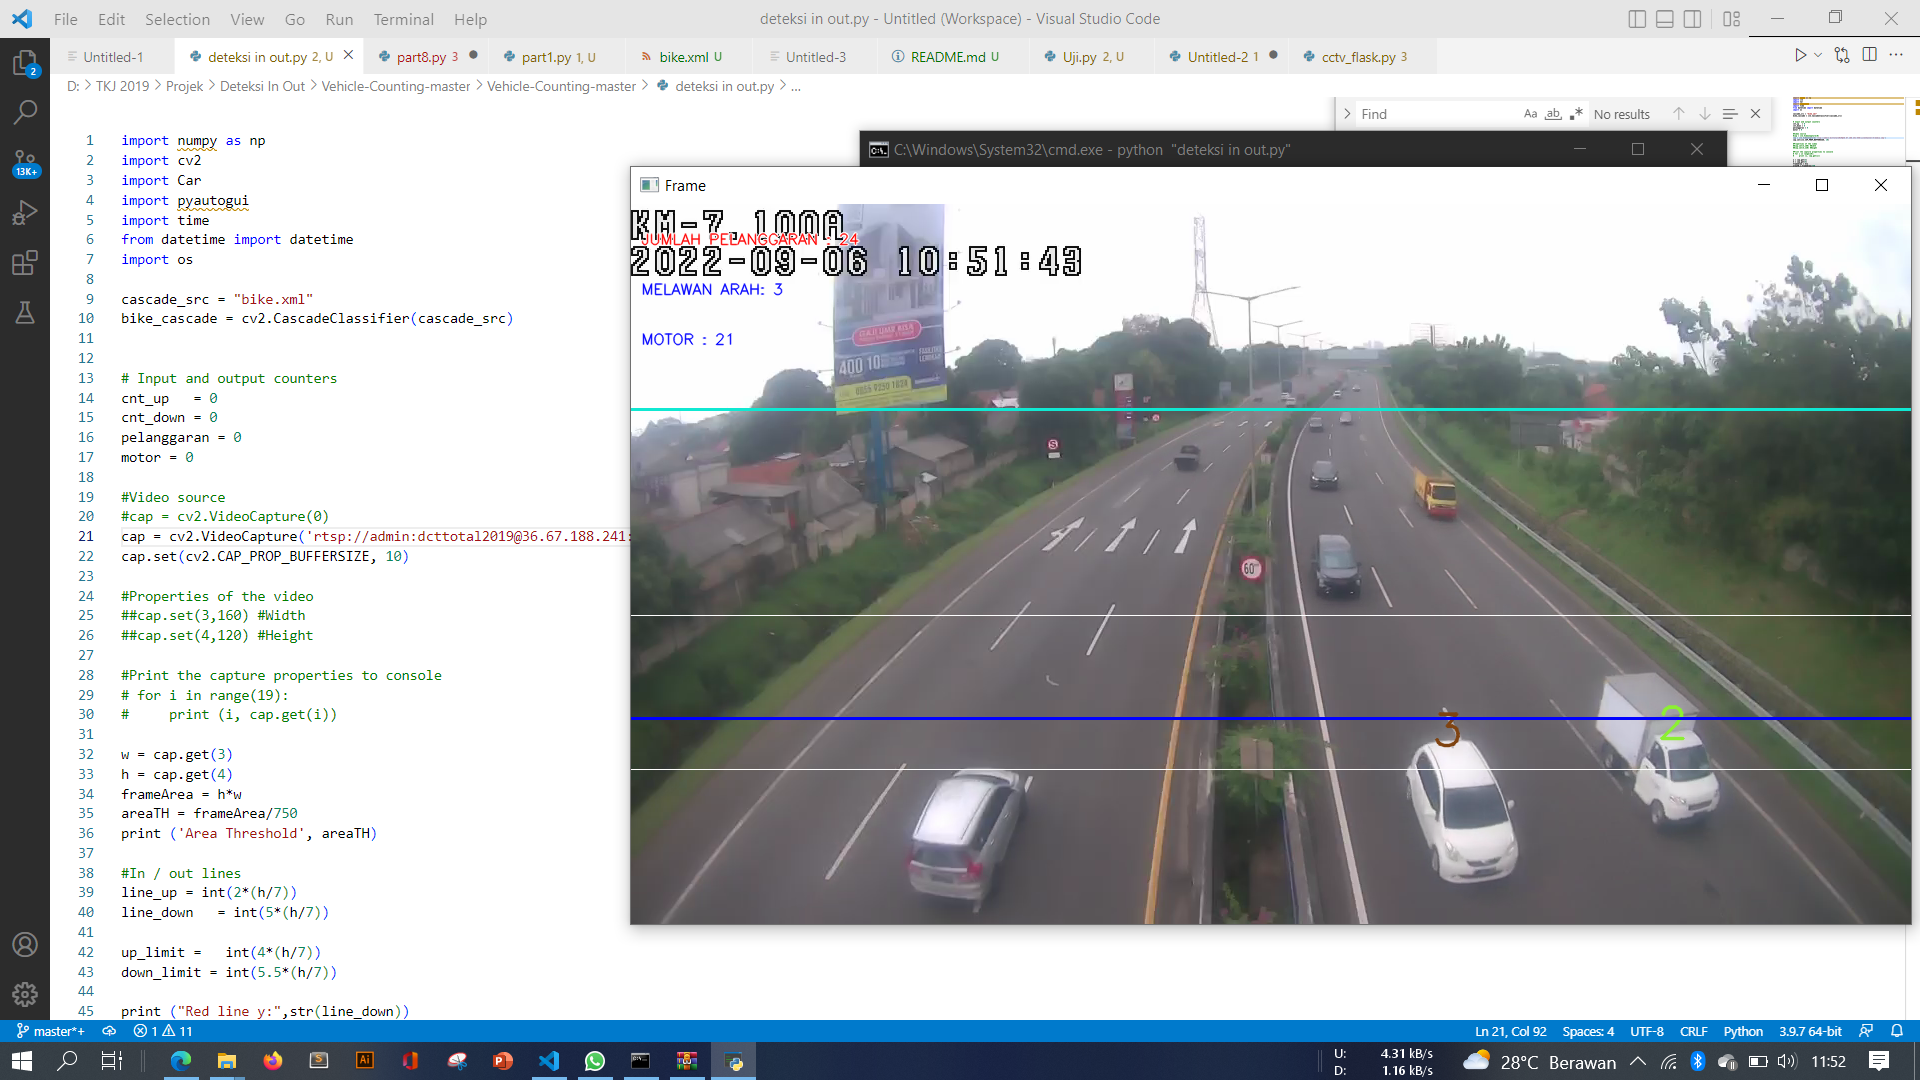 File Edit Selection View Go Run Terminal Help
deteksi in out.py - Untitled (Workspace) - Visual Studio Code
Untitled-1
deteksi in out.py 2, U
part8.py 3
part1.py 1, U
bike.xml U
Untitled-3
README.md U
Uji.py 2, U
Untitled-2 1
cctv_flask.py 3
D: > TKJ 2019 > Projek > Deteksi In Out > Vehicle-Counting-master > Vehicle-Counting-master > deteksi in out.py > ...
Find
Aa ab, .* No results
2
13K+
1 import numpy as np
2 import cv2
3 import Car
4 import pyautogui
5 import time
6 from datetime import datetime
7 import os
8
9 cascade_src = "bike.xml"
10 bike_cascade = cv2.CascadeClassifier(cascade_src)
11
12
13 # Input and output counters
14 cnt_up   = 0
15 cnt_down = 0
16 pelanggaran = 0
17 motor = 0
18
19 #Video source
20 #cap = cv2.VideoCapture(0)
21 cap = cv2.VideoCapture('rtsp://admin:dcttotal2019@36.67.188.241:
22 cap.set(cv2.CAP_PROP_BUFFERSIZE, 10)
23
24 #Properties of the video
25 ##cap.set(3,160) #Width
26 ##cap.set(4,120) #Height
27
28 #Print the capture properties to console
29 # for i in range(19):
30 #     print (i, cap.get(i))
31
32 w = cap.get(3)
33 h = cap.get(4)
34 frameArea = h*w
35 areaTH = frameArea/750
36 print ('Area Threshold', areaTH)
37
38 #In / out lines
39 line_up = int(2*(h/7))
40 line_down   = int(5*(h/7))
41
42 up_limit =   int(4*(h/7))
43 down_limit = int(5.5*(h/7))
44
45 print ("Red line y:",str(line_down))
C:\Windows\System32\cmd.exe - python "deteksi in out.py"
Frame
KM-7.100A
JUMLAH PELANGGARAN : 24
2022-09-06 10:51:43
MELAWAN ARAH: 3
MOTOR : 21
400 10
S
60
3
2
master*+
1 11
Ln 21, Col 92 Spaces: 4 UTF-8 CRLF Python 3.9.7 64-bit
U: 4.31 kB/s
D: 1.16 kB/s
28°C Berawan
11:52